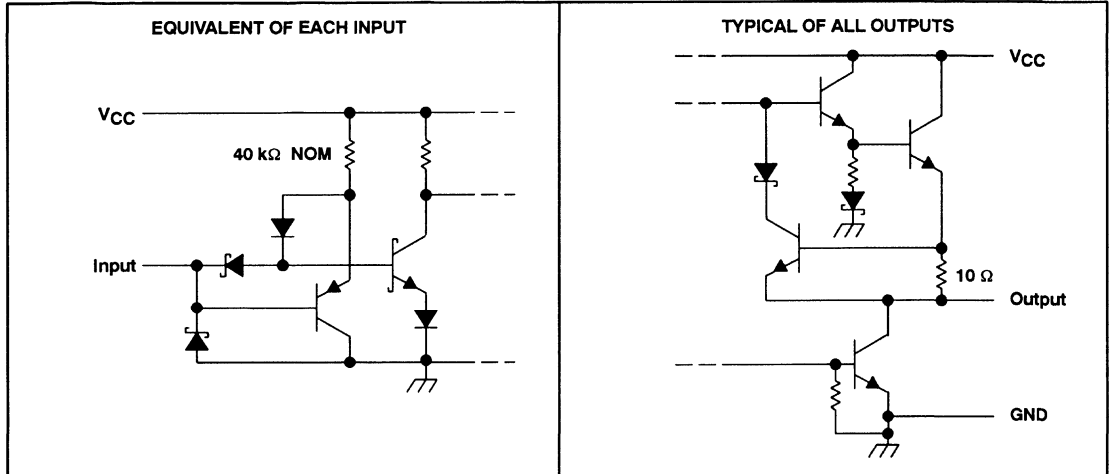 EQUIVALENT OF EACH INPUT
VCC
40 kΩ NOM
Input
TYPICAL OF ALL OUTPUTS
VCC
10 Ω
Output
GND